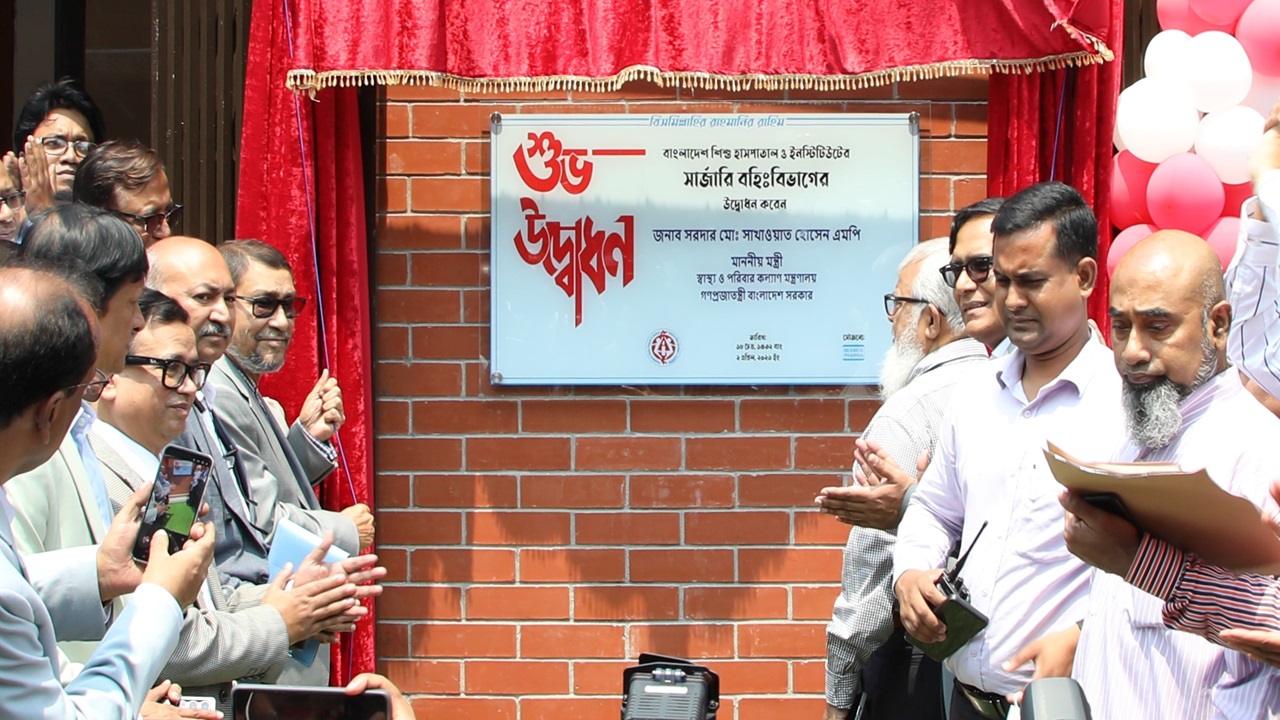 বিসমিল্লাহির রাহমানির রাহিম
শুভ উদ্বোধন
বাংলাদেশ শিশু হাসপাতাল ও ইনস্টিটিউটের
সার্জারি বহিঃবিভাগের
উদ্বোধন করেন
জনাব সরদার মোঃ সাখাওয়াত হোসেন এমপি
মাননীয় মন্ত্রী
স্বাস্থ্য ও পরিবার কল্যাণ মন্ত্রণালয়
গণপ্রজাতন্ত্রী বাংলাদেশ সরকার
তারিখ: